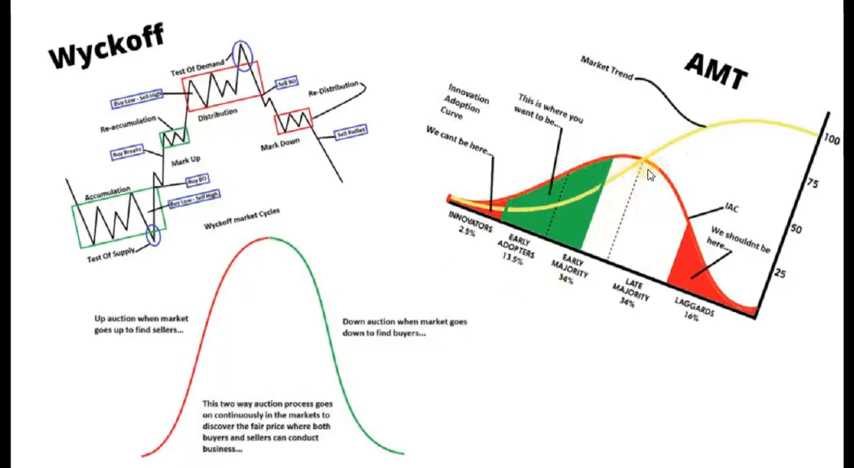 Wyckoff
Test Of Demand
Buy Low - Sell High
Sell BO
Re-Distribution
Re-accumulation
Distribution
Sell Rallies
Mark Down
Buy Breaks
Mark Up
Accumulation
Buy BO
Buy Low - Sell High
Test Of Supply
Wyckoff market Cycles
Up auction when market
goes up to find sellers...
Down auction when market goes
down to find buyers...
This two way auction process goes
on continuously in the markets to
discover the fair price where both
buyers and sellers can conduct
business...
AMT
Market Trend
Innovation
Adoption
Curve
This is where you
want to be...
We cant be here...
100
75
50
25
IAC
We shouldnt be
here...
INNOVATORS
2.5%
EARLY
ADOPTERS
13.5%
EARLY
MAJORITY
34%
LATE
MAJORITY
34%
LAGGARDS
16%